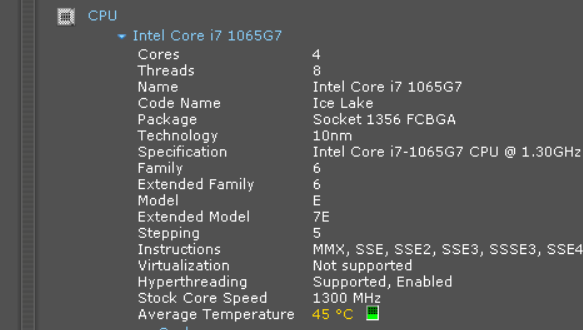 CPU
Intel Core i7 1065G7
Cores 4
Threads 8
Name Intel Core i7 1065G7
Code Name Ice Lake
Package Socket 1356 FCBGA
Technology 10nm
Specification Intel Core i7-1065G7 CPU @ 1.30GHz
Family 6
Extended Family 6
Model E
Extended Model 7E
Stepping 5
Instructions MMX, SSE, SSE2, SSE3, SSSE3, SSE4
Virtualization Not supported
Hyperthreading Supported, Enabled
Stock Core Speed 1300 MHz
Average Temperature 45 °C